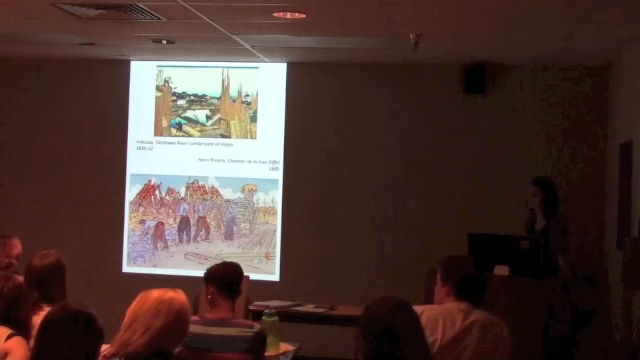 Hokusai, Tatekawa River Lumberyard at Honjo
1830-32
Henri Rivière, Chantier de la tour Eiffel